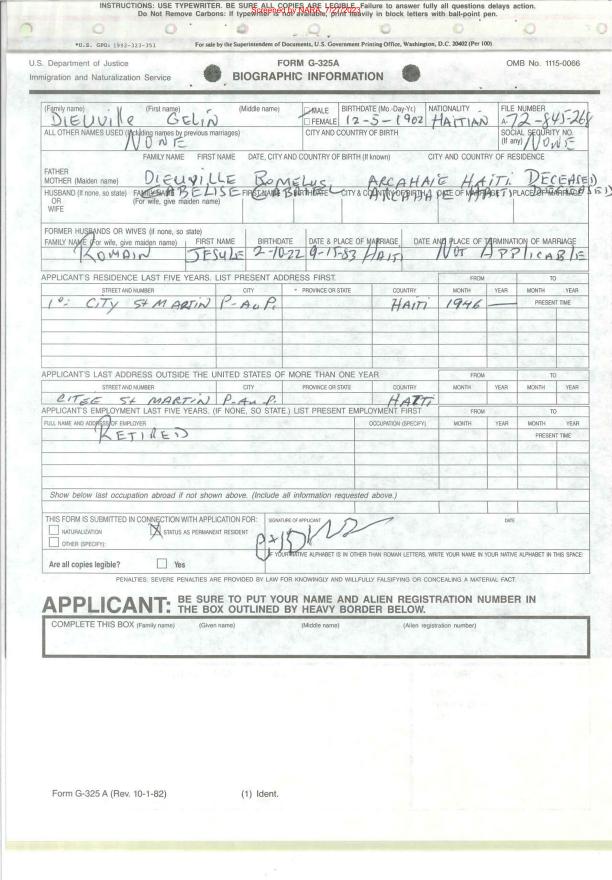 INSTRUCTIONS: USE TYPEWRITER. BE SURE ALL COPIES ARE LEGIBLE. Failure to answer fully all questions delays action.
Do Not Remove Carbons: If typewriter is not available, print heavily in block letters with ball-point pen.
Screened by NARA, 7/27/2023
*U.S. GPO: 1992-323-351 For sale by the Superintendent of Documents, U.S. Government Printing Office, Washington, D.C. 20402 (Per 100)
U.S. Department of Justice FORM G-325A OMB No. 1115-0066
Immigration and Naturalization Service BIOGRAPHIC INFORMATION
(Family name) (First name) (Middle name) MALE BIRTHDATE (Mo.-Day-Yr.) NATIONALITY FILE NUMBER
DIEUVILLE GELIN FEMALE 12-5-1902 HAITIAN A-72-845-268
ALL OTHER NAMES USED (Including names by previous marriages) CITY AND COUNTRY OF BIRTH SOCIAL SECURITY NO.
NONE (If any) NONE
FAMILY NAME FIRST NAME DATE, CITY AND COUNTRY OF BIRTH (If known) CITY AND COUNTRY OF RESIDENCE
FATHER DIEUVILLE ROMELUS ARCAHAIE HAITI DECEASED
MOTHER (Maiden name)
HUSBAND (If none, so state) FAMILY NAME FIRST NAME BIRTHDATE CITY & COUNTRY OF BIRTH DATE OF MARRIAGE PLACE OF MARRIAGE
OR (For wife, give maiden name)
WIFE
FORMER HUSBANDS OR WIVES (if none, so state)
FAMILY NAME (For wife, give maiden name) FIRST NAME BIRTHDATE DATE & PLACE OF MARRIAGE DATE AND PLACE OF TERMINATION OF MARRIAGE
ROMAIN JESULE 2-10-22 9-15-53 HAITI NOT APPLICABLE
APPLICANT'S RESIDENCE LAST FIVE YEARS. LIST PRESENT ADDRESS FIRST. FROM TO
STREET AND NUMBER CITY PROVINCE OR STATE COUNTRY MONTH YEAR MONTH YEAR
1º: CITY St MARTIN P-Au P. HAITI 1946 — PRESENT TIME
APPLICANT'S LAST ADDRESS OUTSIDE THE UNITED STATES OF MORE THAN ONE YEAR FROM TO
STREET AND NUMBER CITY PROVINCE OR STATE COUNTRY MONTH YEAR MONTH YEAR
CITEE St MARTIN P-Au P. HAITI
APPLICANT'S EMPLOYMENT LAST FIVE YEARS. (IF NONE, SO STATE.) LIST PRESENT EMPLOYMENT FIRST FROM TO
FULL NAME AND ADDRESS OF EMPLOYER OCCUPATION (SPECIFY) MONTH YEAR MONTH YEAR
RETIRED PRESENT TIME
Show below last occupation abroad if not shown above. (Include all information requested above.)
THIS FORM IS SUBMITTED IN CONNECTION WITH APPLICATION FOR: SIGNATURE OF APPLICANT DATE
NATURALIZATION X STATUS AS PERMANENT RESIDENT
OTHER (SPECIFY):
IF YOUR NATIVE ALPHABET IS IN OTHER THAN ROMAN LETTERS, WRITE YOUR NAME IN YOUR NATIVE ALPHABET IN THIS SPACE:
Are all copies legible? Yes
PENALTIES: SEVERE PENALTIES ARE PROVIDED BY LAW FOR KNOWINGLY AND WILLFULLY FALSIFYING OR CONCEALING A MATERIAL FACT.
APPLICANT: BE SURE TO PUT YOUR NAME AND ALIEN REGISTRATION NUMBER IN
THE BOX OUTLINED BY HEAVY BORDER BELOW.
COMPLETE THIS BOX (Family name) (Given name) (Middle name) (Alien registration number)
Form G-325 A (Rev. 10-1-82) (1) Ident.